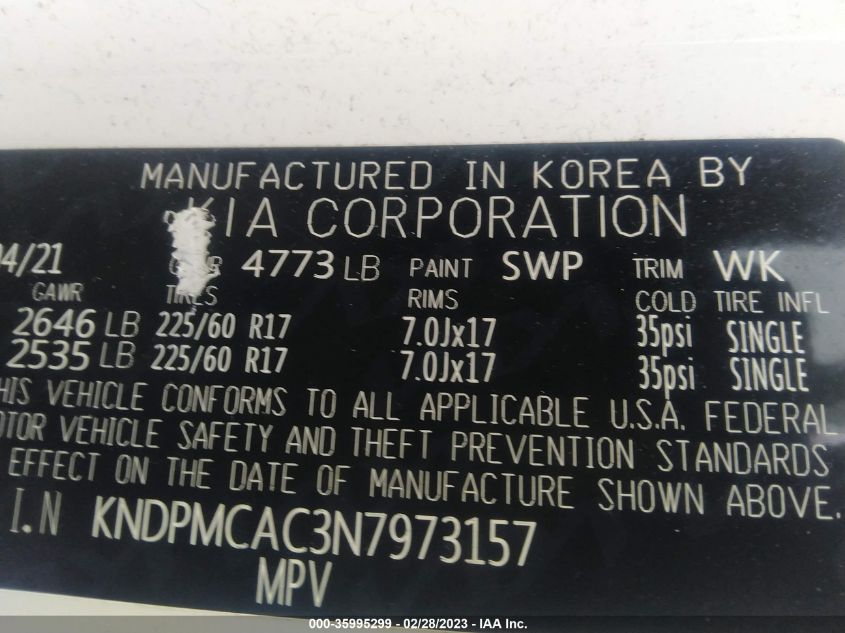 MANUFACTURED IN KOREA BY
KIA CORPORATION
04/21 GVWR 4773 LB PAINT SWP TRIM WK
GAWR TIRES RIMS COLD TIRE INFL
2646 LB 225/60 R17 7.0Jx17 35psi SINGLE
2535 LB 225/60 R17 7.0Jx17 35psi SINGLE
HIS VEHICLE CONFORMS TO ALL APPLICABLE U.S.A. FEDERAL
OTOR VEHICLE SAFETY AND THEFT PREVENTION STANDARDS
EFFECT ON THE DATE OF MANUFACTURE SHOWN ABOVE.
I.N KNDPMCAC3N7973157
MPV
000-35995299 - 02/28/2023 - IAA Inc.